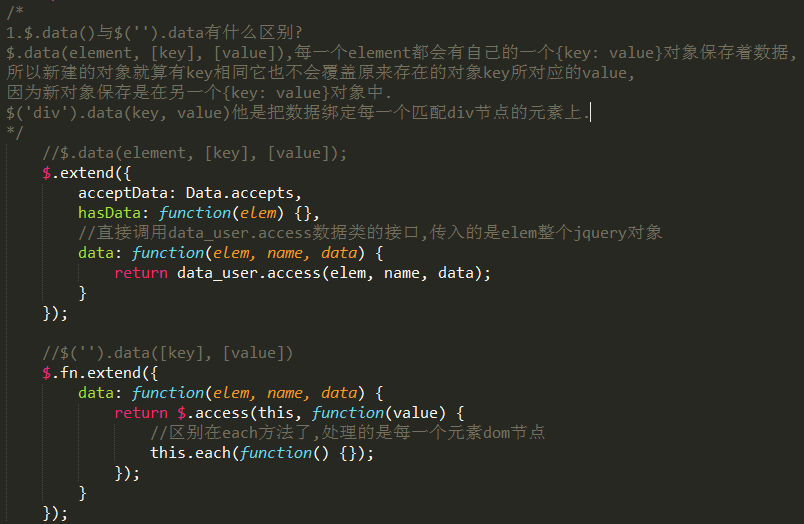 /*
1.$.data()与$('').data有什么区别?
$.data(element, [key], [value]),每一个element都会有自己的一个{key: value}对象保存着数据,
所以新建的对象就算有key相同它也不会覆盖原来存在的对象key所对应的value,
因为新对象保存是在另一个{key: value}对象中.
$('div').data(key, value)他是把数据绑定每一个匹配div节点的元素上.
*/
//$.data(element, [key], [value]);
$.extend({
acceptData: Data.accepts,
hasData: function(elem) {},
//直接调用data_user.access数据类的接口,传入的是elem整个jquery对象
data: function(elem, name, data) {
return data_user.access(elem, name, data);
}
});
//$('').data([key], [value])
$.fn.extend({
data: function(elem, name, data) {
return $.access(this, function(value) {
//区别在each方法了,处理的是每一个元素dom节点
this.each(function() {});
});
}
});